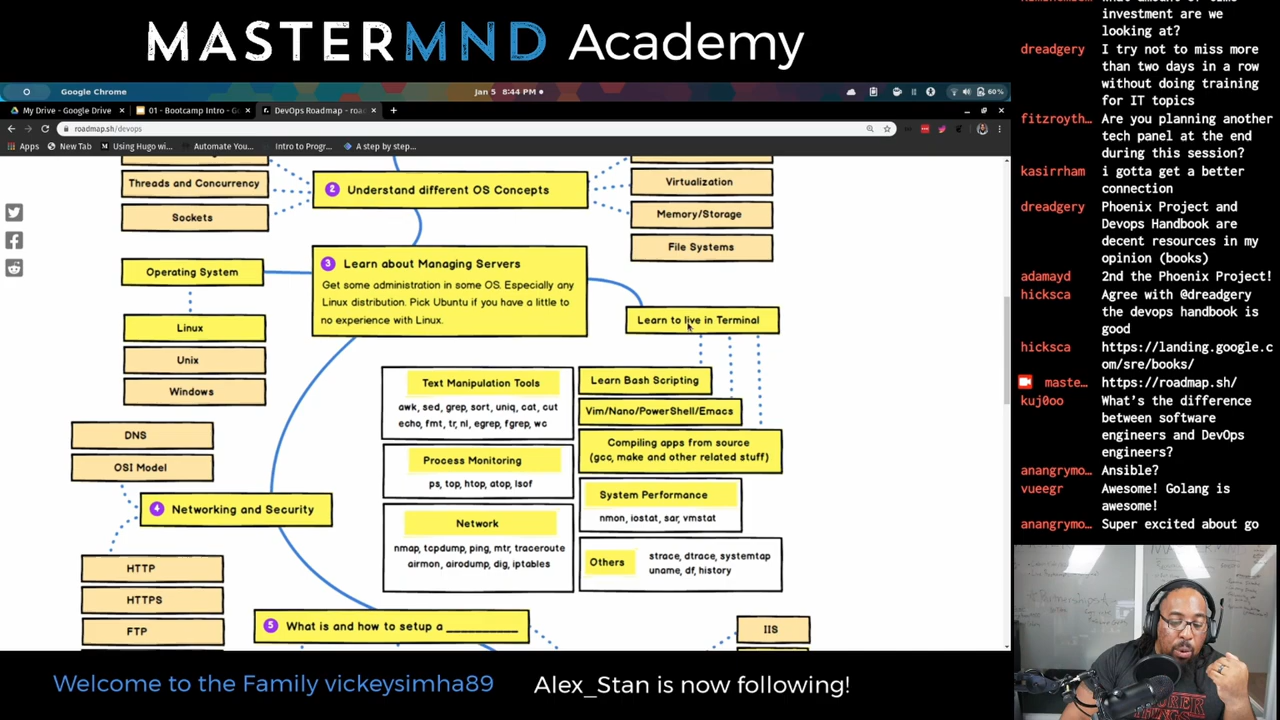 MASTERMND Academy
Google Chrome
Jan 5 8:44 PM
60%
My Drive - Google Drive
01 - Bootcamp Intro - G
DevOps Roadmap - roa
roadmap.sh/devops
Apps
New Tab
Using Hugo wi...
Automate You...
Intro to Progr...
A step by step...
Threads and Concurrency
Sockets
2 Understand different OS Concepts
Virtualization
Memory/Storage
File Systems
Operating System
Linux
Unix
Windows
3 Learn about Managing Servers
Get some administration in some OS. Especially any
Linux distribution. Pick Ubuntu if you have a little to
no experience with Linux.
Learn to live in Terminal
Text Manipulation Tools
awk, sed, grep, sort, uniq, cat, cut
echo, fmt, tr, nl, egrep, fgrep, wc
Process Monitoring
ps, top, htop, atop, lsof
Network
nmap, tcpdump, ping, mtr, traceroute
airmon, airodump, dig, iptables
Learn Bash Scripting
Vim/Nano/PowerShell/Emacs
Compiling apps from source
(gcc, make and other related stuff)
System Performance
nmon, iostat, sar, vmstat
Others
strace, dtrace, systemtap
uname, df, history
DNS
OSI Model
4 Networking and Security
HTTP
HTTPS
FTP
5 What is and how to setup a ___________
IIS
investment are we
looking at?
dreadgery I try not to miss more
than two days in a row
without doing training
for IT topics
fitzroyth… Are you planning another
tech panel at the end
during this session?
kasirrham i gotta get a better
connection
dreadgery Phoenix Project and
Devops Handbook are
decent resources in my
opinion (books)
adamayd 2nd the Phoenix Project!
hicksca Agree with @dreadgery
the devops handbook is
good
hicksca https://landing.google.c
om/sre/books/
maste… https://roadmap.sh/
kuj0oo What's the difference
between software
engineers and DevOps
engineers?
anangrymo… Ansible?
vueegr Awesome! Golang is
awesome!
anangrymo… Super excited about go
Welcome to the Family vickeysimha89
Alex_Stan is now following!